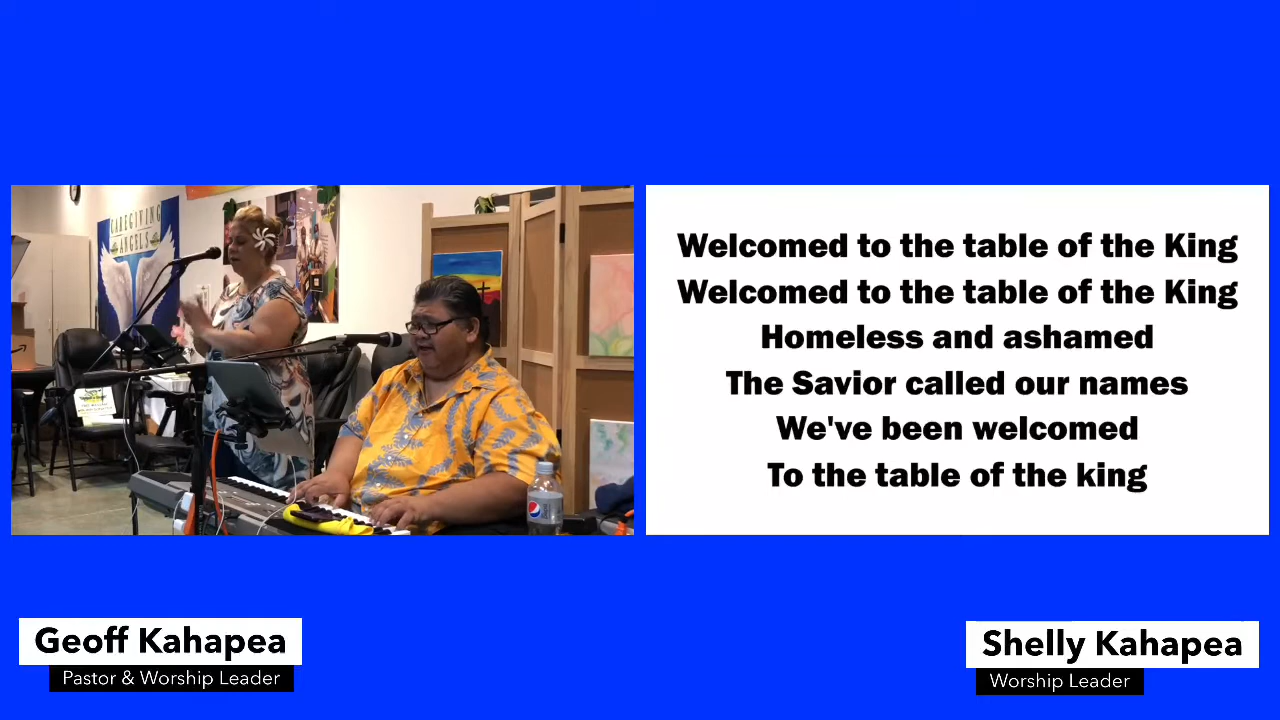 CAREGIVING
ANGELS
Welcomed to the table of the King
Welcomed to the table of the King
Homeless and ashamed
The Savior called our names
We've been welcomed
To the table of the king
Geoff Kahapea
Pastor & Worship Leader
Shelly Kahapea
Worship Leader